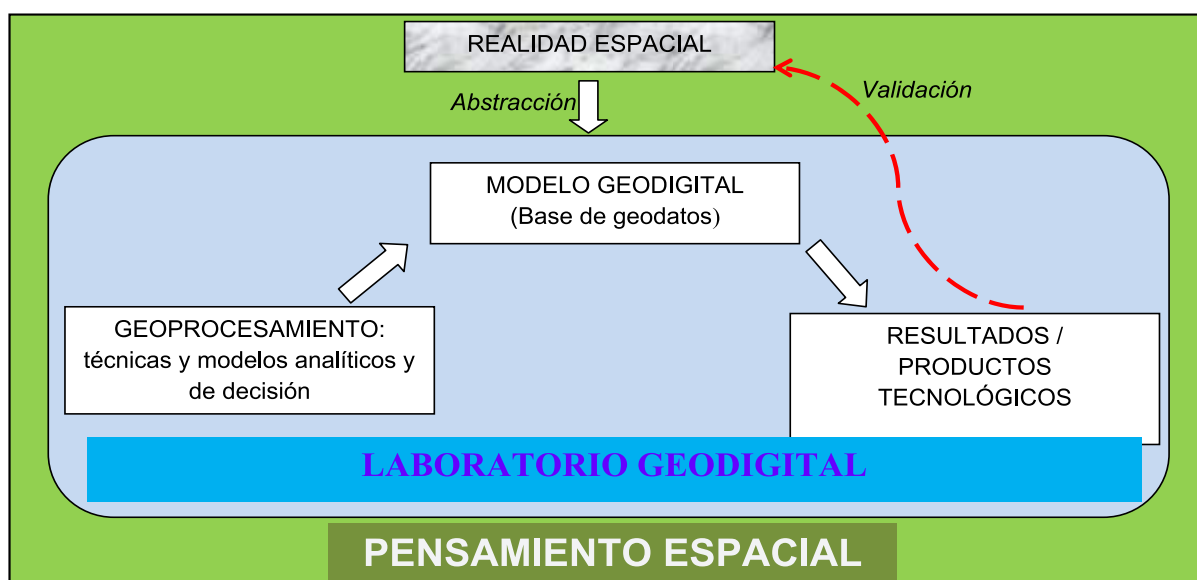 REALIDAD ESPACIAL
Abstracción
Validación
MODELO GEODIGITAL
(Base de geodatos)
GEOPROCESAMIENTO:
técnicas y modelos analíticos y
de decisión
RESULTADOS /
PRODUCTOS
TECNOLÓGICOS
LABORATORIO GEODIGITAL
PENSAMIENTO ESPACIAL